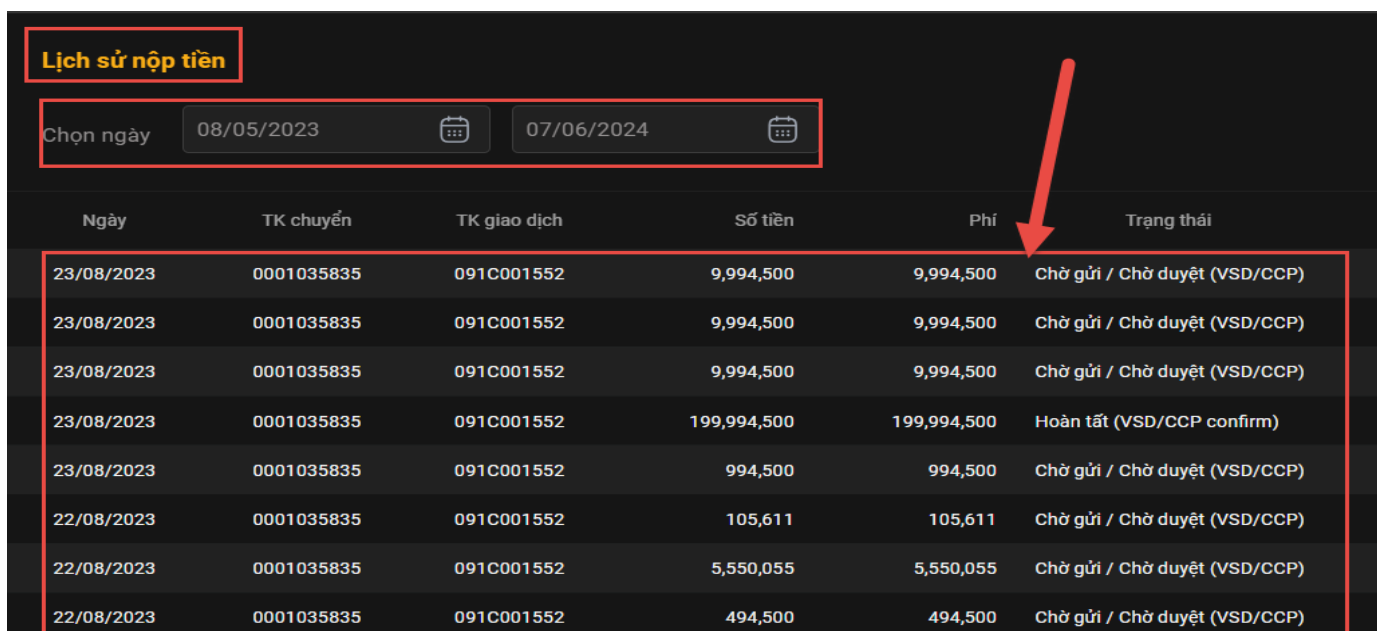 Lịch sử nộp tiền
Chọn ngày 08/05/2023 07/06/2024
Ngày TK chuyển TK giao dịch Số tiền Phí Trạng thái
23/08/2023 0001035835 091C001552 9,994,500 9,994,500 Chờ gửi / Chờ duyệt (VSD/CCP)
23/08/2023 0001035835 091C001552 9,994,500 9,994,500 Chờ gửi / Chờ duyệt (VSD/CCP)
23/08/2023 0001035835 091C001552 9,994,500 9,994,500 Chờ gửi / Chờ duyệt (VSD/CCP)
23/08/2023 0001035835 091C001552 199,994,500 199,994,500 Hoàn tất (VSD/CCP confirm)
23/08/2023 0001035835 091C001552 994,500 994,500 Chờ gửi / Chờ duyệt (VSD/CCP)
22/08/2023 0001035835 091C001552 105,611 105,611 Chờ gửi / Chờ duyệt (VSD/CCP)
22/08/2023 0001035835 091C001552 5,550,055 5,550,055 Chờ gửi / Chờ duyệt (VSD/CCP)
22/08/2023 0001035835 091C001552 494,500 494,500 Chờ gửi / Chờ duyệt (VSD/CCP)